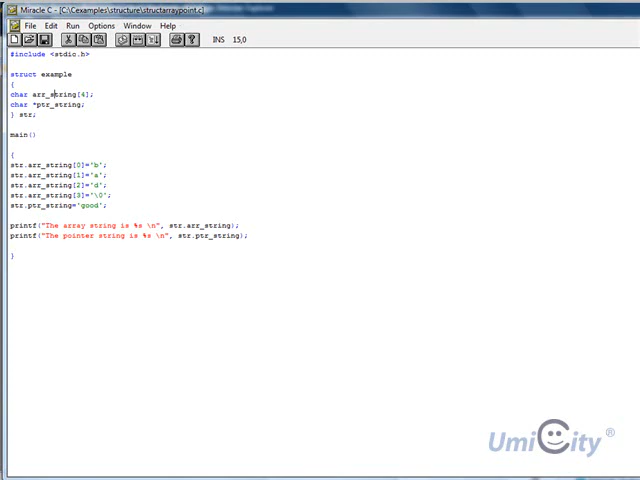 Miracle C - [C:\Cexamples\structure\structarraypoint.c]
File Edit Run Options Window Help
INS 15,0
#include <stdio.h>
struct example
{
char arr_string[4];
char *ptr_string;
} str;
main()
{
str.arr_string[0]='b';
str.arr_string[1]='a';
str.arr_string[2]='d';
str.arr_string[3]='\0';
str.ptr_string='good';
printf("The array string is %s \n", str.arr_string);
printf("The pointer string is %s \n", str.ptr_string);
}
UmiCity ®